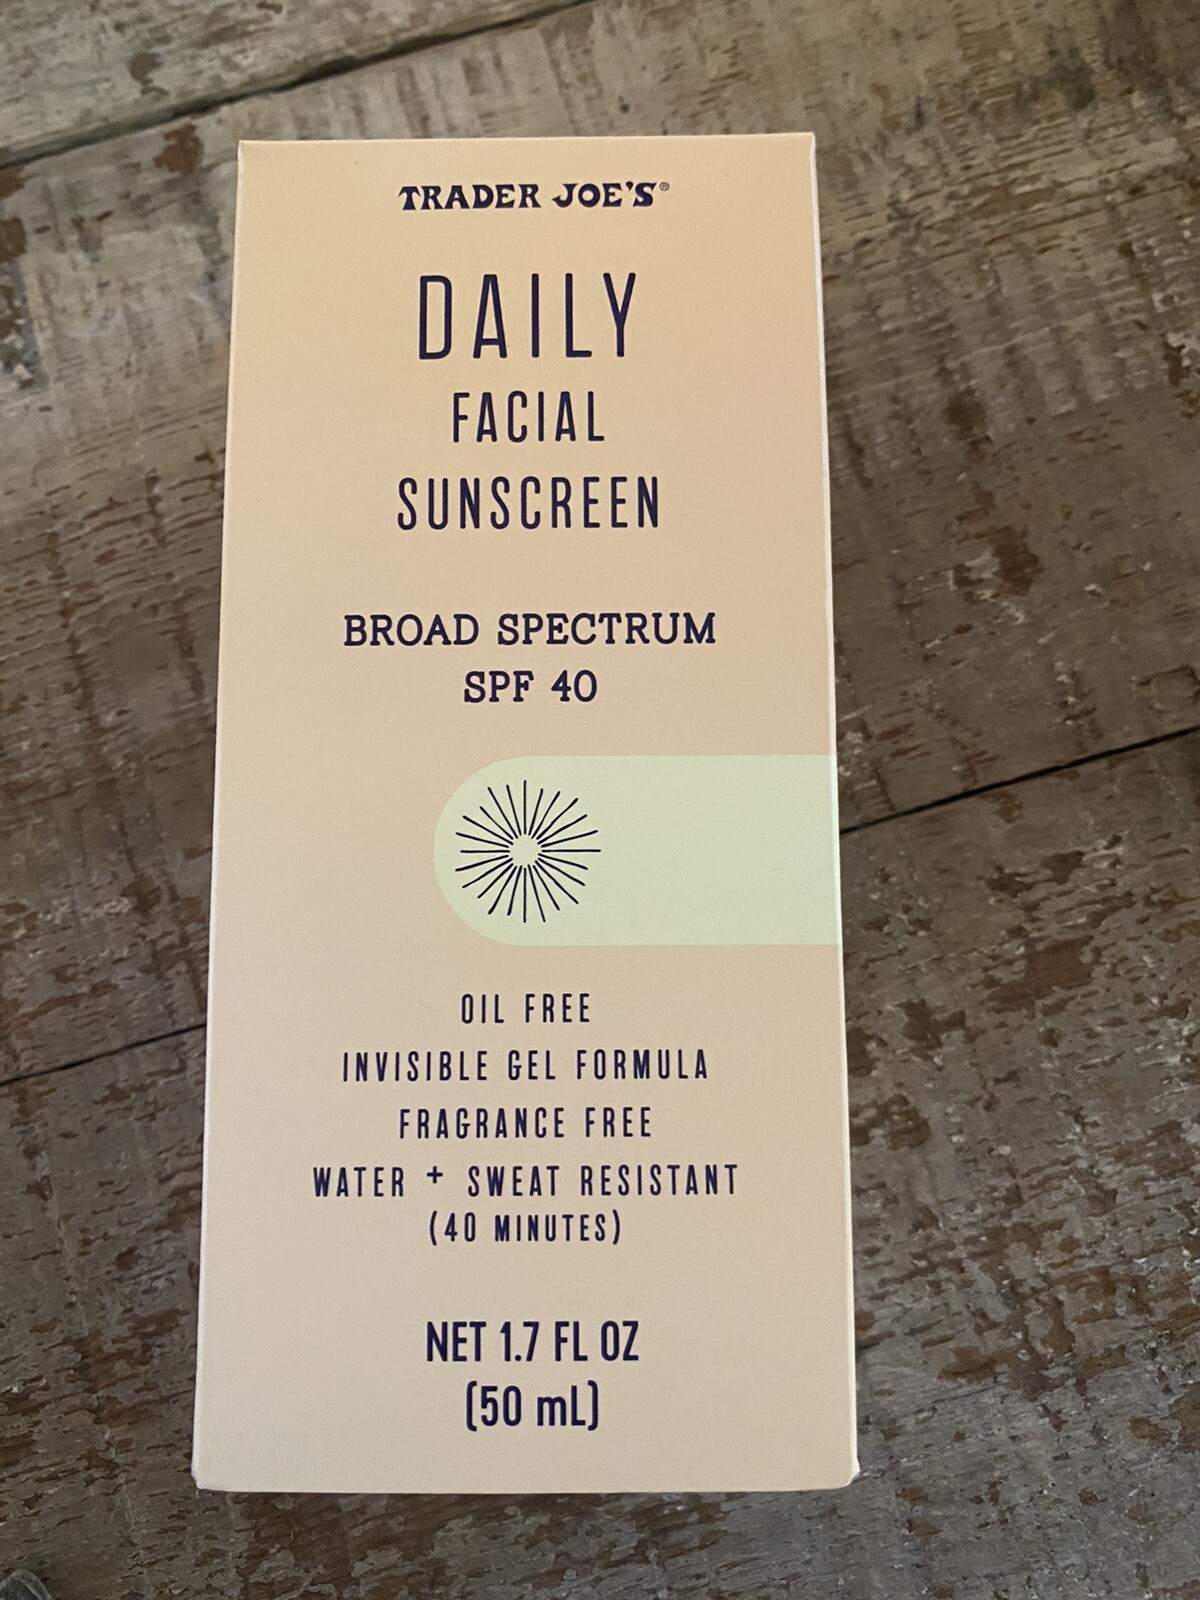 TRADER JOE'S®
DAILY
FACIAL
SUNSCREEN
BROAD SPECTRUM
SPF 40
OIL FREE
INVISIBLE GEL FORMULA
FRAGRANCE FREE
WATER + SWEAT RESISTANT
(40 MINUTES)
NET 1.7 FL OZ
(50 mL)